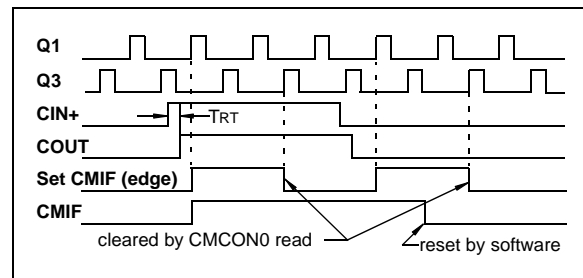 Q1
Q3
CIN+
TRT
COUT
Set CMIF (edge)
CMIF
cleared by CMCON0 read
reset by software